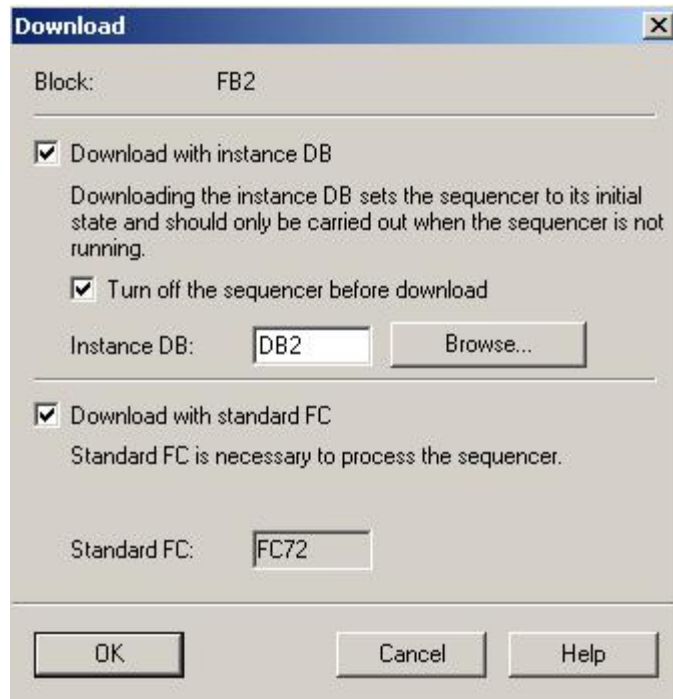 Download
Block: FB2
Download with instance DB
Downloading the instance DB sets the sequencer to its initial
state and should only be carried out when the sequencer is not
running.
Turn off the sequencer before download
Instance DB: DB2 Browse...
Download with standard FC
Standard FC is necessary to process the sequencer.
Standard FC: FC72
OK Cancel Help